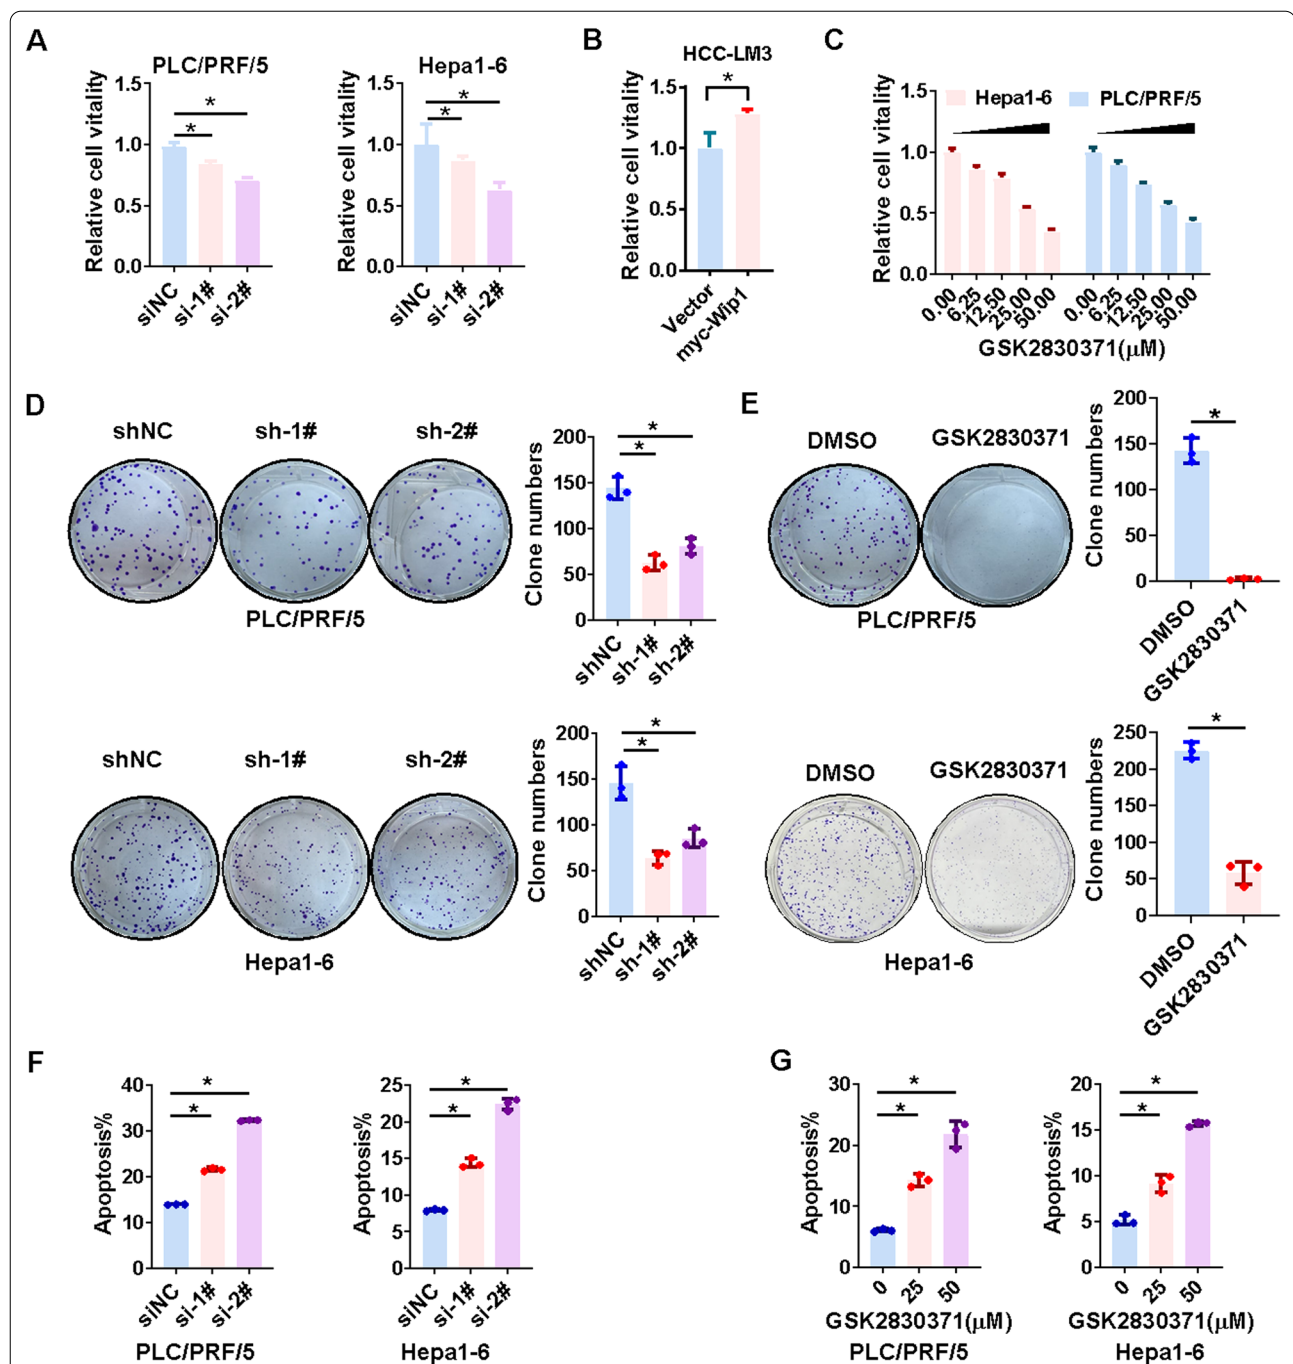 A
PLC/PRF/5
Relative cell vitality
1.5
1.0
0.5
0.0
*
*
siNC
si-1#
si-2#
Hepa1-6
Relative cell vitality
1.5
1.0
0.5
0.0
*
*
siNC
si-1#
si-2#
B
HCC-LM3
Relative cell vitality
1.5
1.0
0.5
0.0
*
Vector
myc-Wip1
C
Hepa1-6
PLC/PRF/5
Relative cell vitality
1.5
1.0
0.5
0.0
0.00
6.25
12.50
25.00
50.00
0.00
6.25
12.50
25.00
50.00
GSK2830371(μM)
D
shNC
sh-1#
sh-2#
PLC/PRF/5
Clone numbers
200
150
100
50
0
*
*
shNC
sh-1#
sh-2#
shNC
sh-1#
sh-2#
Hepa1-6
Clone numbers
200
150
100
50
0
*
*
shNC
sh-1#
sh-2#
E
DMSO
GSK2830371
PLC/PRF/5
Clone numbers
200
150
100
50
0
*
DMSO
GSK2830371
DMSO
GSK2830371
Hepa1-6
Clone numbers
250
200
150
100
50
0
*
DMSO
GSK2830371
F
Apoptosis%
40
30
20
10
0
*
*
siNC
si-1#
si-2#
PLC/PRF/5
Apoptosis%
25
20
15
10
5
0
*
*
siNC
si-1#
si-2#
Hepa1-6
G
Apoptosis%
30
20
10
0
*
*
0
25
50
GSK2830371(μM)
PLC/PRF/5
Apoptosis%
20
15
10
5
0
*
*
0
25
50
GSK2830371(μM)
Hepa1-6